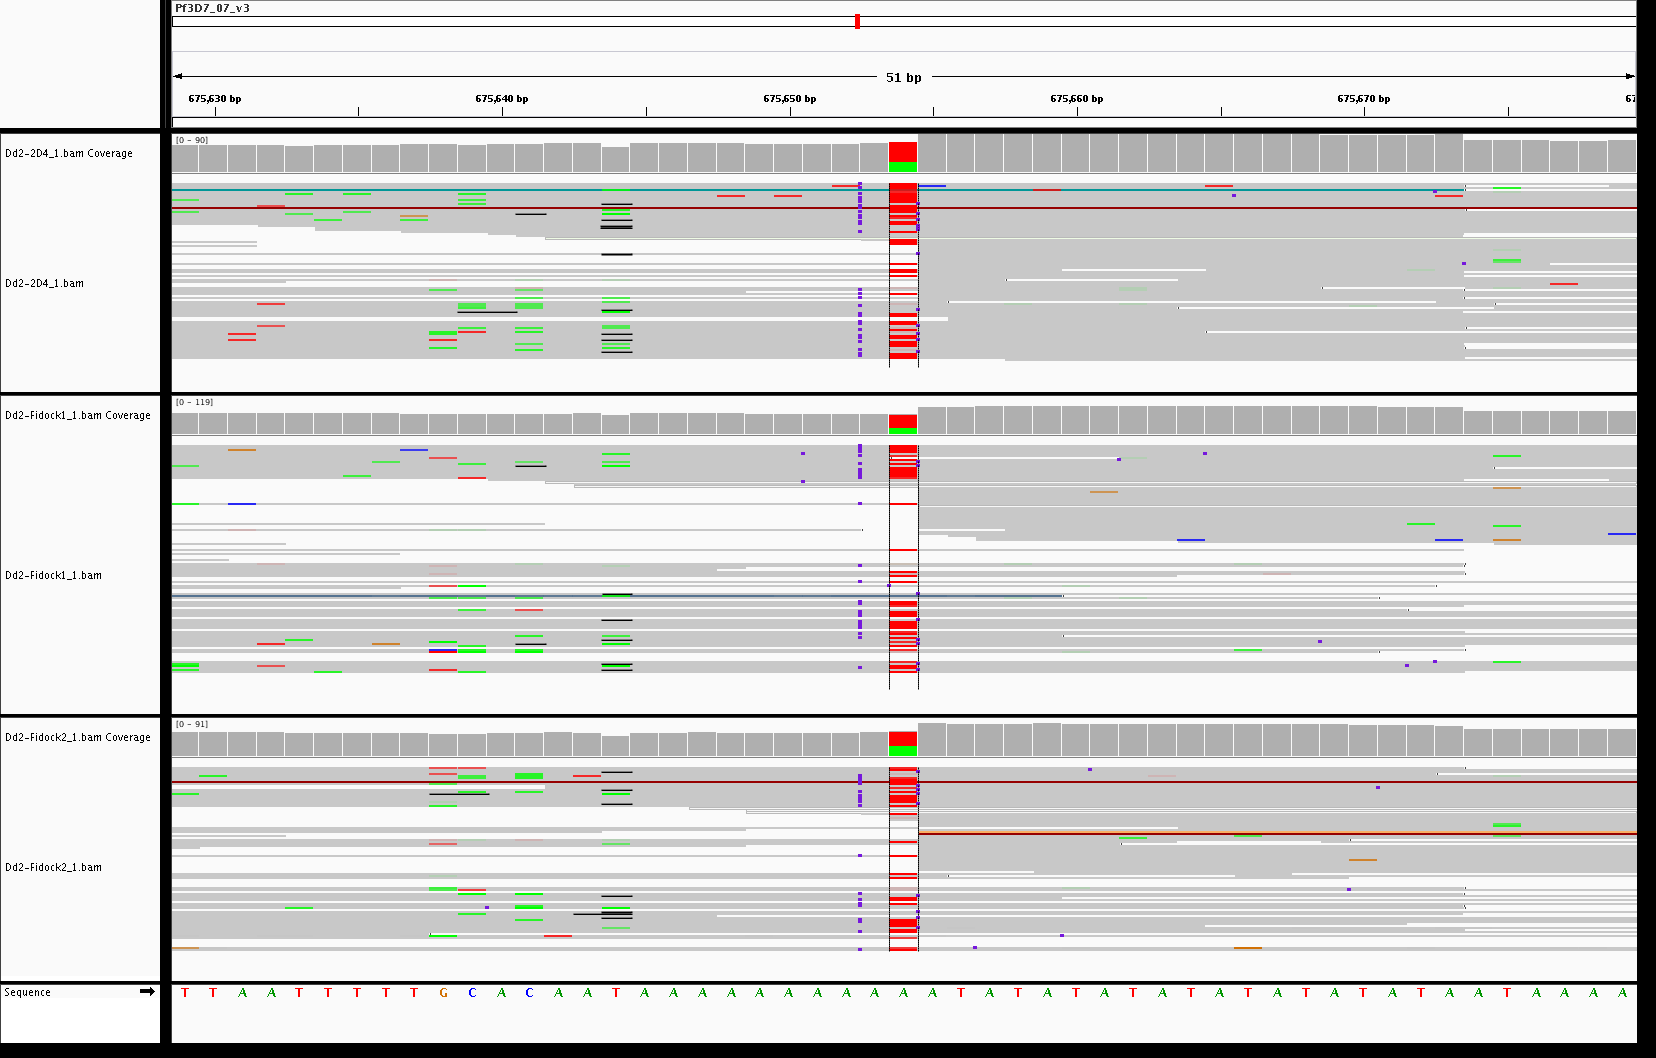 Pf3D7_07_v3
51 bp
675,630 bp 675,640 bp 675,650 bp 675,660 bp 675,670 bp 67
[0 - 90]
Dd2-2D4_1.bam Coverage
Dd2-2D4_1.bam
[0 - 119]
Dd2-Fidock1_1.bam Coverage
Dd2-Fidock1_1.bam
[0 - 91]
Dd2-Fidock2_1.bam Coverage
Dd2-Fidock2_1.bam
Sequence T T A A T T T T T G C A C A A T A A A A A A A A A A A T A T A T A T A T A T A T A T A A T A A A A